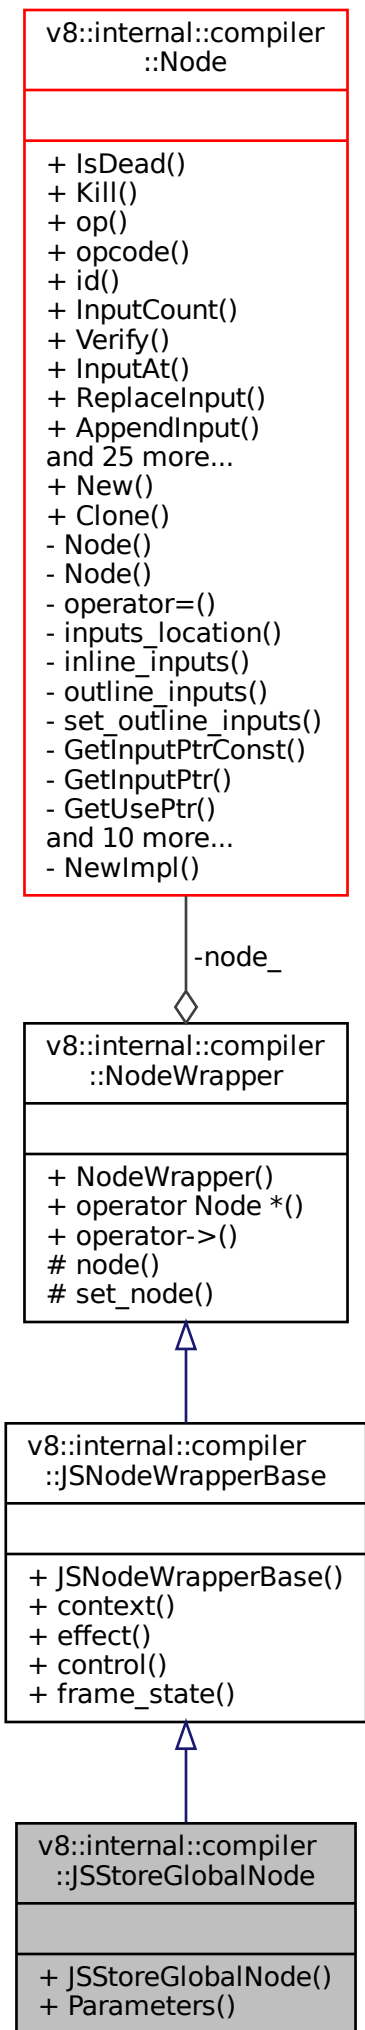 v8::internal::compiler
::Node
+ IsDead()
+ Kill()
+ op()
+ opcode()
+ id()
+ InputCount()
+ Verify()
+ InputAt()
+ ReplaceInput()
+ AppendInput()
and 25 more...
+ New()
+ Clone()
- Node()
- Node()
- operator=()
- inputs_location()
- inline_inputs()
- outline_inputs()
- set_outline_inputs()
- GetInputPtrConst()
- GetInputPtr()
- GetUsePtr()
and 10 more...
- NewImpl()
-node_
v8::internal::compiler
::NodeWrapper
+ NodeWrapper()
+ operator Node *()
+ operator->()
# node()
# set_node()
v8::internal::compiler
::JSNodeWrapperBase
+ JSNodeWrapperBase()
+ context()
+ effect()
+ control()
+ frame_state()
v8::internal::compiler
::JSStoreGlobalNode
+ JSStoreGlobalNode()
+ Parameters()